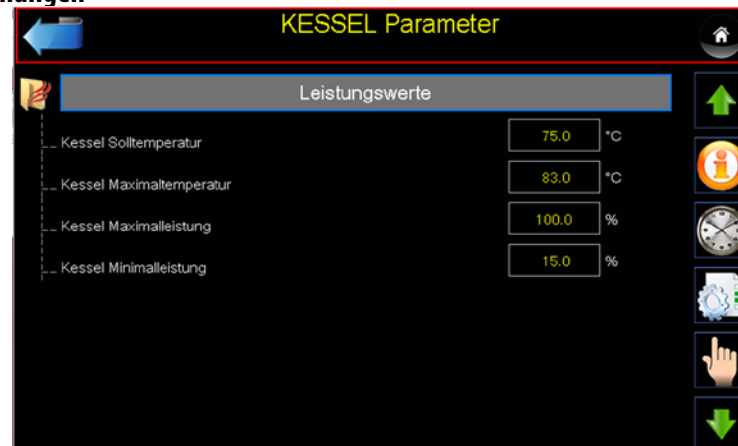 KESSEL Parameter
Leistungswerte
Kessel Solltemperatur 75.0 °C
Kessel Maximaltemperatur 83.0 °C
Kessel Maximalleistung 100.0 %
Kessel Minimalleistung 15.0 %